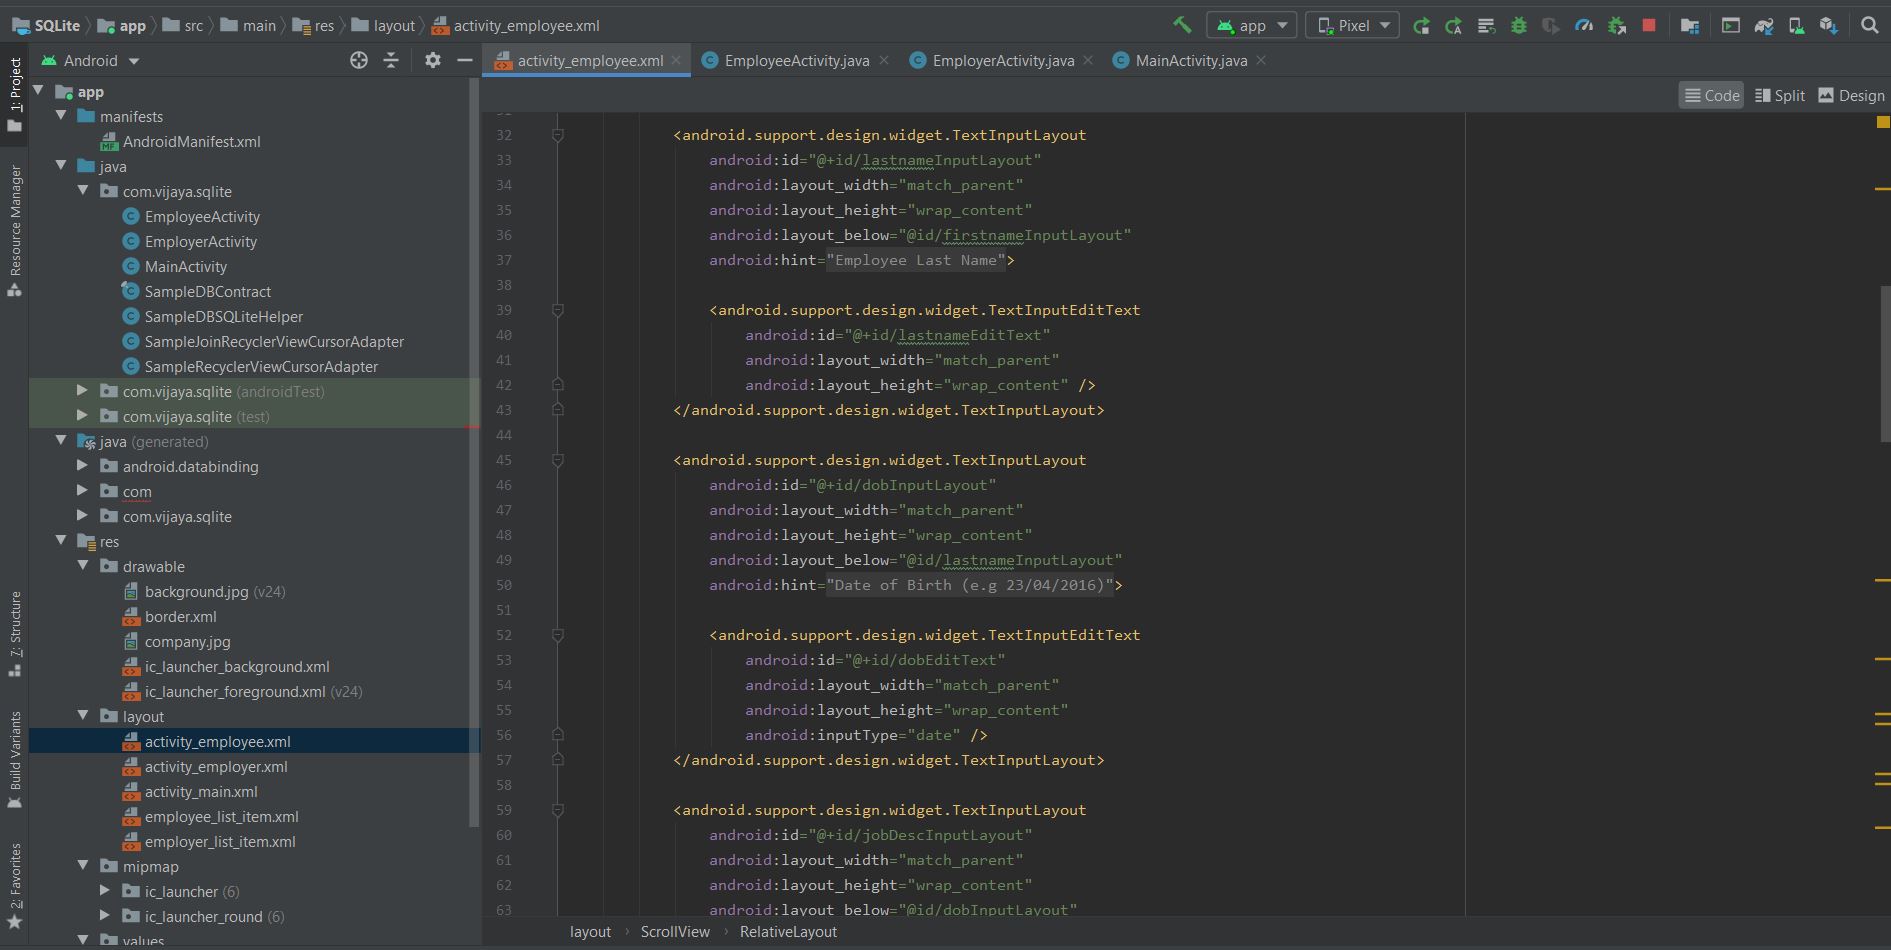 SQLite app src main res layout activity_employee.xml app Pixel
Android
activity_employee.xml EmployeeActivity.java EmployerActivity.java MainActivity.java
Code Split Design
1: Project
Resource Manager
7: Structure
Build Variants
2: Favorites
app
manifests
AndroidManifest.xml
java
com.vijaya.sqlite
EmployeeActivity
EmployerActivity
MainActivity
SampleDBContract
SampleDBSQLiteHelper
SampleJoinRecyclerViewCursorAdapter
SampleRecyclerViewCursorAdapter
com.vijaya.sqlite (androidTest)
com.vijaya.sqlite (test)
java (generated)
android.databinding
com
com.vijaya.sqlite
res
drawable
background.jpg (v24)
border.xml
company.jpg
ic_launcher_background.xml
ic_launcher_foreground.xml (v24)
layout
activity_employee.xml
activity_employer.xml
activity_main.xml
employee_list_item.xml
employer_list_item.xml
mipmap
ic_launcher (6)
ic_launcher_round (6)
values
31
32 <android.support.design.widget.TextInputLayout
33 android:id="@+id/lastnameInputLayout"
34 android:layout_width="match_parent"
35 android:layout_height="wrap_content"
36 android:layout_below="@id/firstnameInputLayout"
37 android:hint="Employee Last Name">
38
39 <android.support.design.widget.TextInputEditText
40 android:id="@+id/lastnameEditText"
41 android:layout_width="match_parent"
42 android:layout_height="wrap_content" />
43 </android.support.design.widget.TextInputLayout>
44
45 <android.support.design.widget.TextInputLayout
46 android:id="@+id/dobInputLayout"
47 android:layout_width="match_parent"
48 android:layout_height="wrap_content"
49 android:layout_below="@id/lastnameInputLayout"
50 android:hint="Date of Birth (e.g 23/04/2016)">
51
52 <android.support.design.widget.TextInputEditText
53 android:id="@+id/dobEditText"
54 android:layout_width="match_parent"
55 android:layout_height="wrap_content"
56 android:inputType="date" />
57 </android.support.design.widget.TextInputLayout>
58
59 <android.support.design.widget.TextInputLayout
60 android:id="@+id/jobDescInputLayout"
61 android:layout_width="match_parent"
62 android:layout_height="wrap_content"
63 android:layout_below="@id/dobInputLayout"
layout ScrollView RelativeLayout